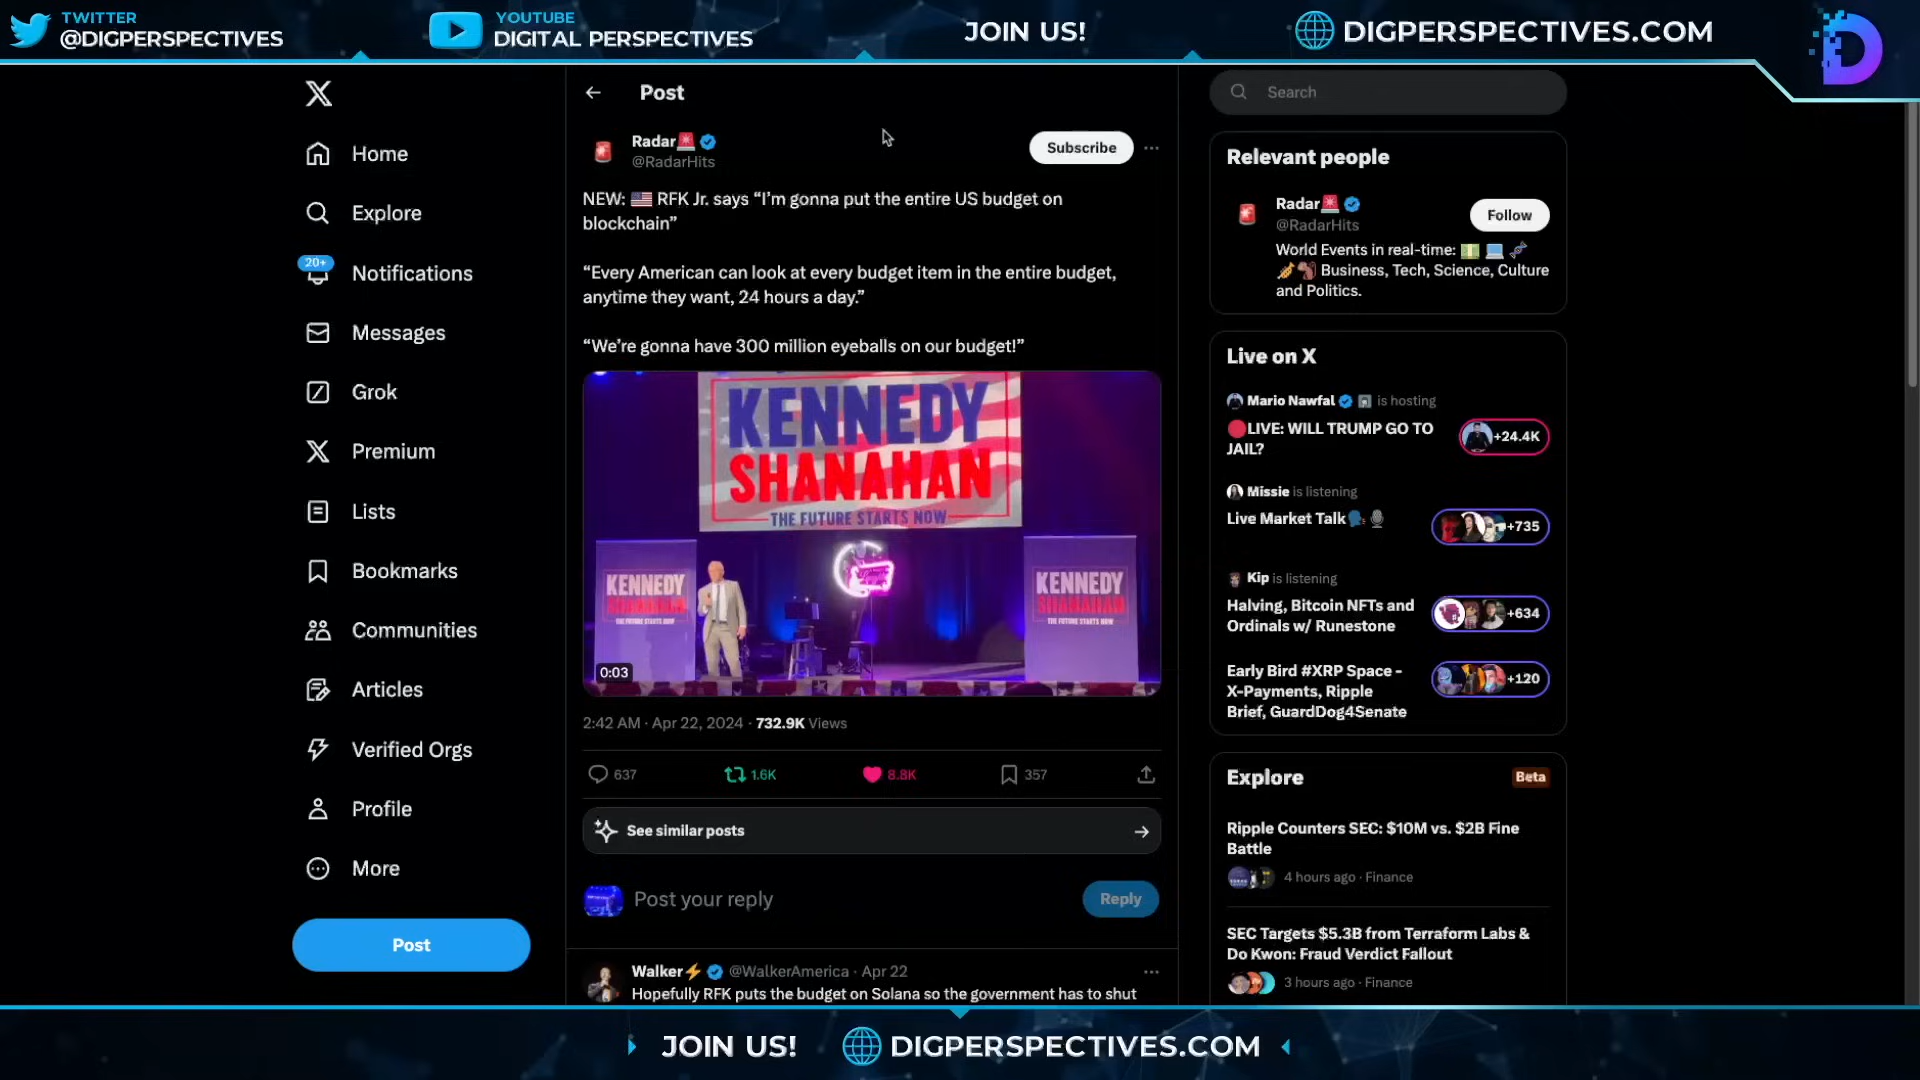 TWITTER
@DIGPERSPECTIVES
YOUTUBE
DIGITAL PERSPECTIVES
JOIN US!
DIGPERSPECTIVES.COM
Home
Explore
20+
Notifications
Messages
Grok
Premium
Lists
Bookmarks
Communities
Articles
Verified Orgs
Profile
More
Post
Post
Radar
@RadarHits
Subscribe
NEW: 🇺🇸 RFK Jr. says “I’m gonna put the entire US budget on
blockchain”
“Every American can look at every budget item in the entire budget,
anytime they want, 24 hours a day.”
“We’re gonna have 300 million eyeballs on our budget!”
KENNEDY
SHANAHAN
THE FUTURE STARTS NOW
KENNEDY
SHANAHAN
THE FUTURE STARTS NOW
KENNEDY
SHANAHAN
THE FUTURE STARTS NOW
0:03
2:42 AM · Apr 22, 2024 · 732.9K Views
637
1.6K
8.8K
357
See similar posts
Post your reply
Reply
Walker⚡ @WalkerAmerica · Apr 22
Hopefully RFK puts the budget on Solana so the government has to shut
Search
Relevant people
Radar
@RadarHits
Follow
World Events in real-time:
Business, Tech, Science, Culture
and Politics.
Live on X
Mario Nawfal is hosting
LIVE: WILL TRUMP GO TO
JAIL?
+24.4K
Missie is listening
Live Market Talk
+735
Kip is listening
Halving, Bitcoin NFTs and
Ordinals w/ Runestone
+634
Early Bird #XRP Space -
X-Payments, Ripple
Brief, GuardDog4Senate
+120
Explore
Beta
Ripple Counters SEC: $10M vs. $2B Fine
Battle
4 hours ago · Finance
SEC Targets $5.3B from Terraform Labs &
Do Kwon: Fraud Verdict Fallout
3 hours ago · Finance
JOIN US!
DIGPERSPECTIVES.COM